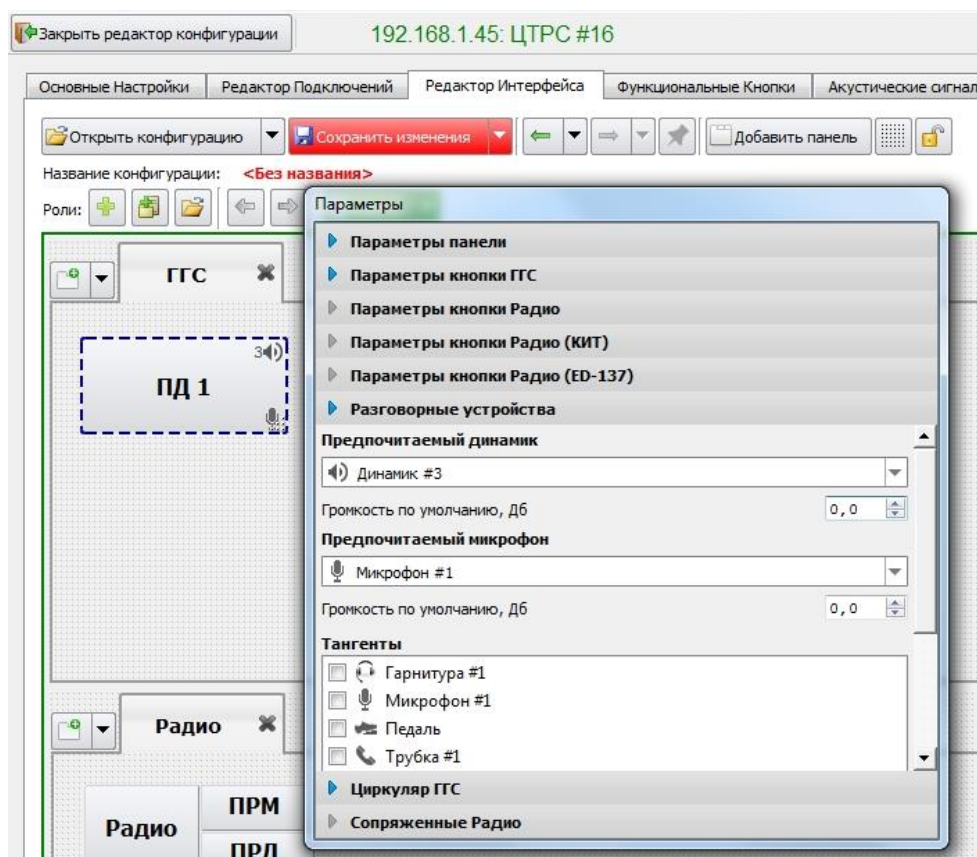 Закрыть редактор конфигурации
192.168.1.45: ЦТРС #16
Основные Настройки Редактор Подключений Редактор Интерфейса Функциональные Кнопки Акустические сигнал
Открыть конфигурацию Сохранить изменения Добавить панель
Название конфигурации: <Без названия>
Роли:
Параметры
Параметры панели
ГГС
Параметры кнопки ГГС
Параметры кнопки Радио
Параметры кнопки Радио (КИТ)
3
ПД 1
Параметры кнопки Радио (ED-137)
Разговорные устройства
Предпочитаемый динамик
Динамик #3
Громкость по умолчанию, Дб 0,0
Предпочитаемый микрофон
Микрофон #1
Громкость по умолчанию, Дб 0,0
Тангенты
Гарнитура #1
Микрофон #1
Педаль
Трубка #1
Радио
Циркуляр ГГС
Сопряженные Радио
Радио
ПРМ
ПРД